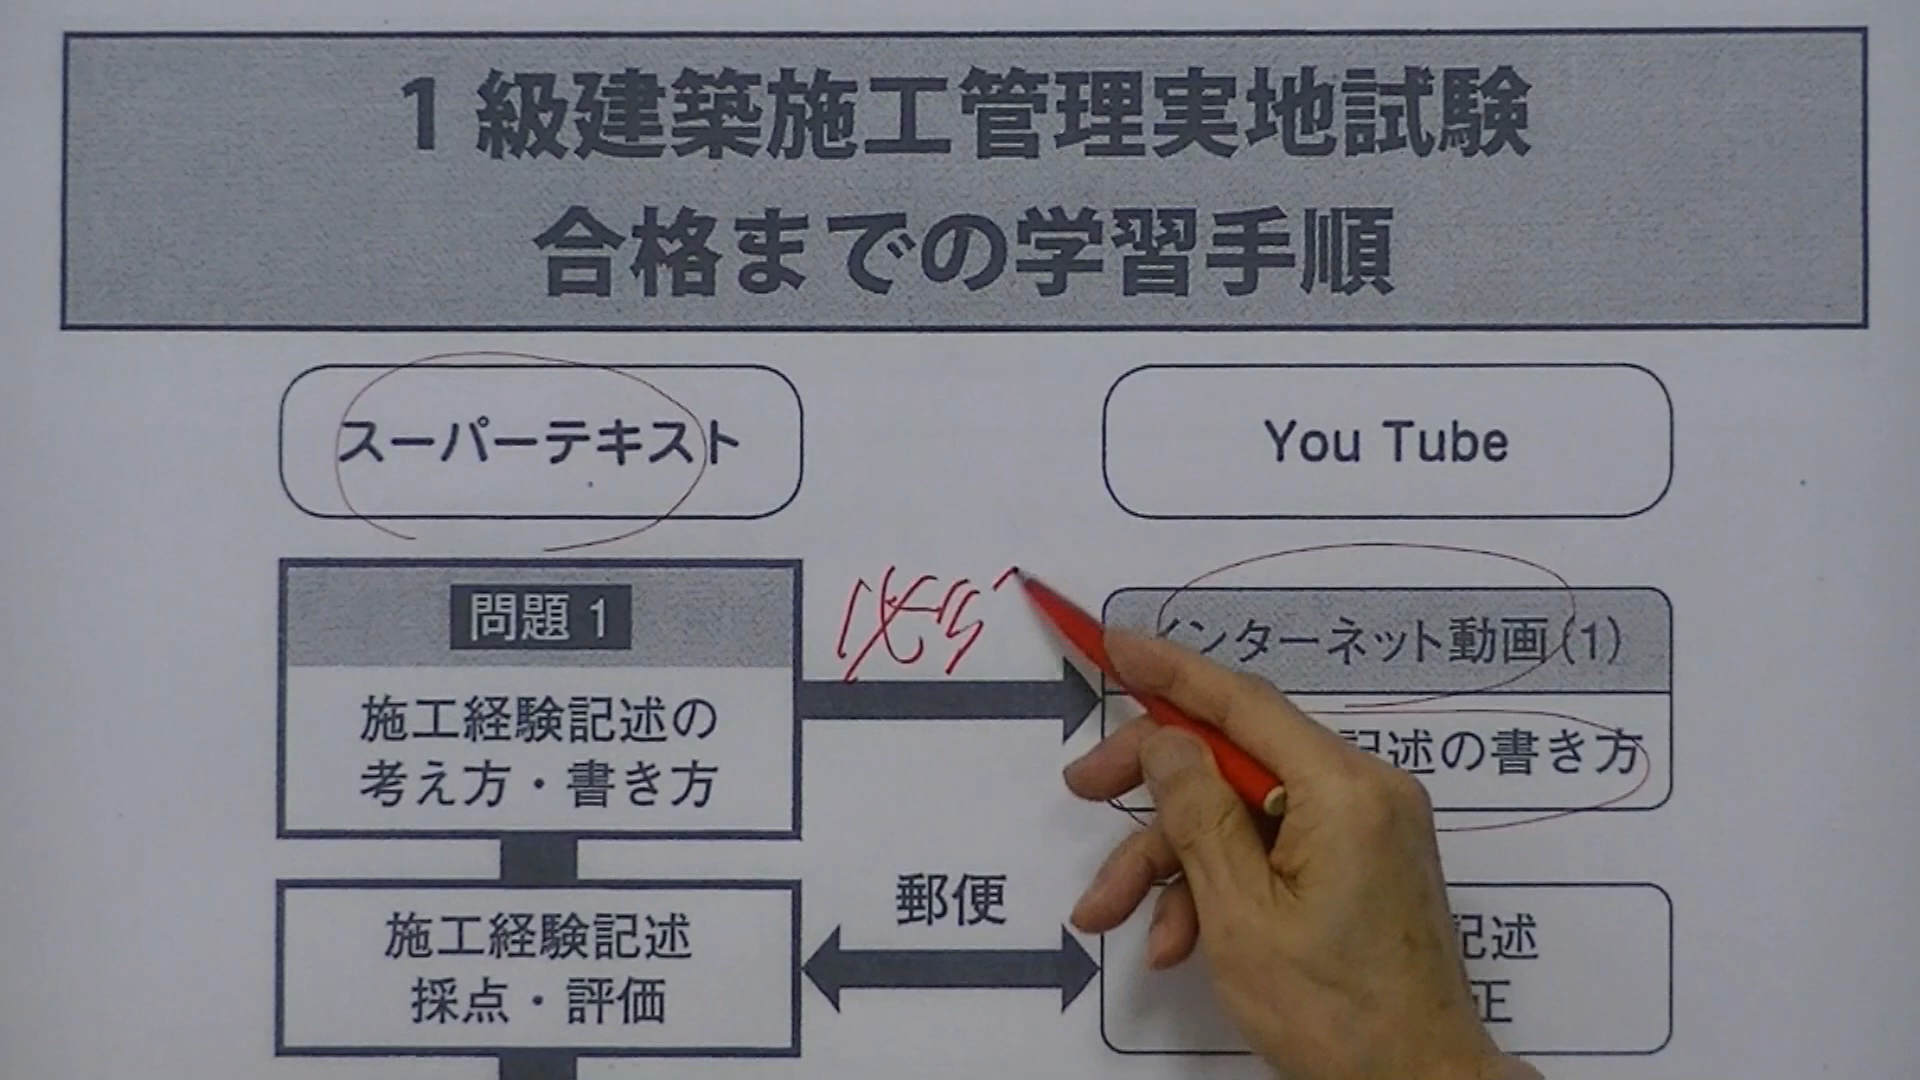 1級建築施工管理実地試験
合格までの学習手順
スーパーテキスト
You Tube
問題1
施工経験記述の
考え方・書き方
インターネット動画(1)
記述の書き方
郵便
施工経験記述
採点・評価
記述
正